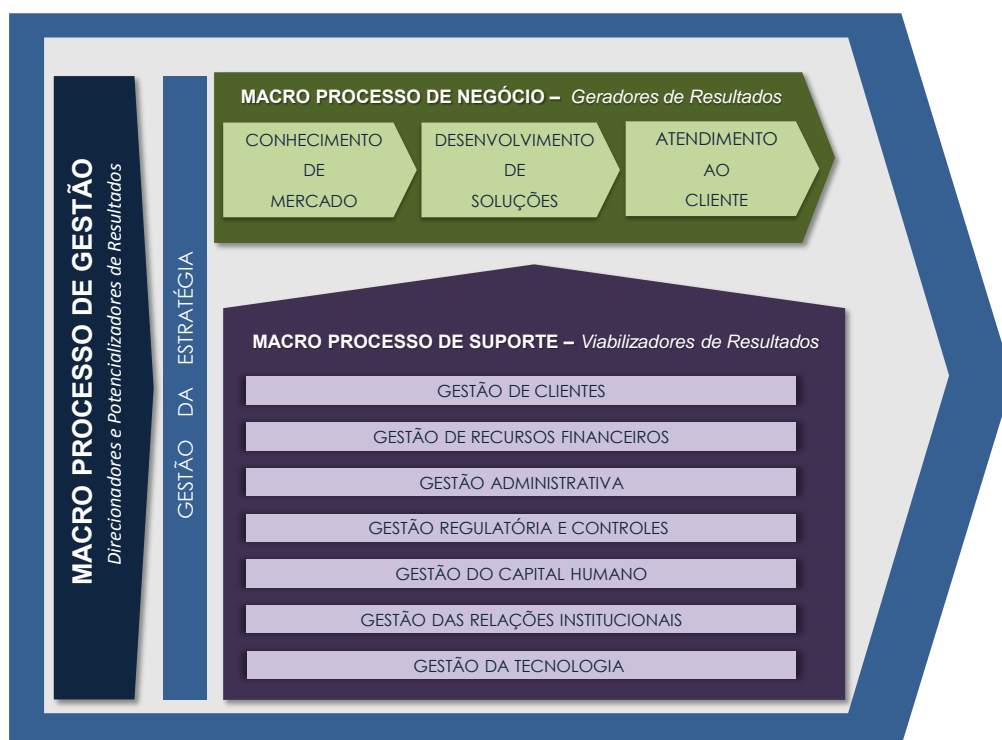 MACRO PROCESSO DE GESTÃO
Direcionadores e Potencializadores de Resultados
GESTÃO DA ESTRATÉGIA
MACRO PROCESSO DE NEGÓCIO – Geradores de Resultados
CONHECIMENTO
DE
MERCADO
DESENVOLVIMENTO
DE
SOLUÇÕES
ATENDIMENTO
AO
CLIENTE
MACRO PROCESSO DE SUPORTE – Viabilizadores de Resultados
GESTÃO DE CLIENTES
GESTÃO DE RECURSOS FINANCEIROS
GESTÃO ADMINISTRATIVA
GESTÃO REGULATÓRIA E CONTROLES
GESTÃO DO CAPITAL HUMANO
GESTÃO DAS RELAÇÕES INSTITUCIONAIS
GESTÃO DA TECNOLOGIA